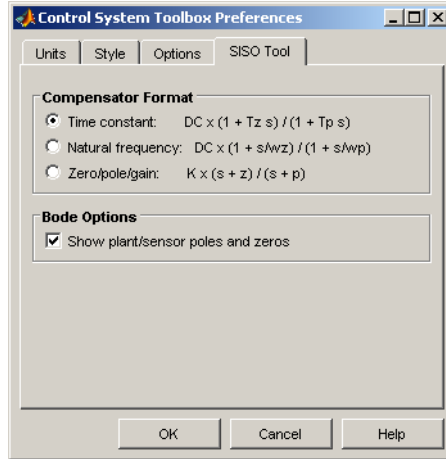 Control System Toolbox Preferences
Units Style Options SISO Tool
Compensator Format
Time constant: DC x (1 + Tz s) / (1 + Tp s)
Natural frequency: DC x (1 + s/wz) / (1 + s/wp)
Zero/pole/gain: K x (s + z) / (s + p)
Bode Options
Show plant/sensor poles and zeros
OK Cancel Help